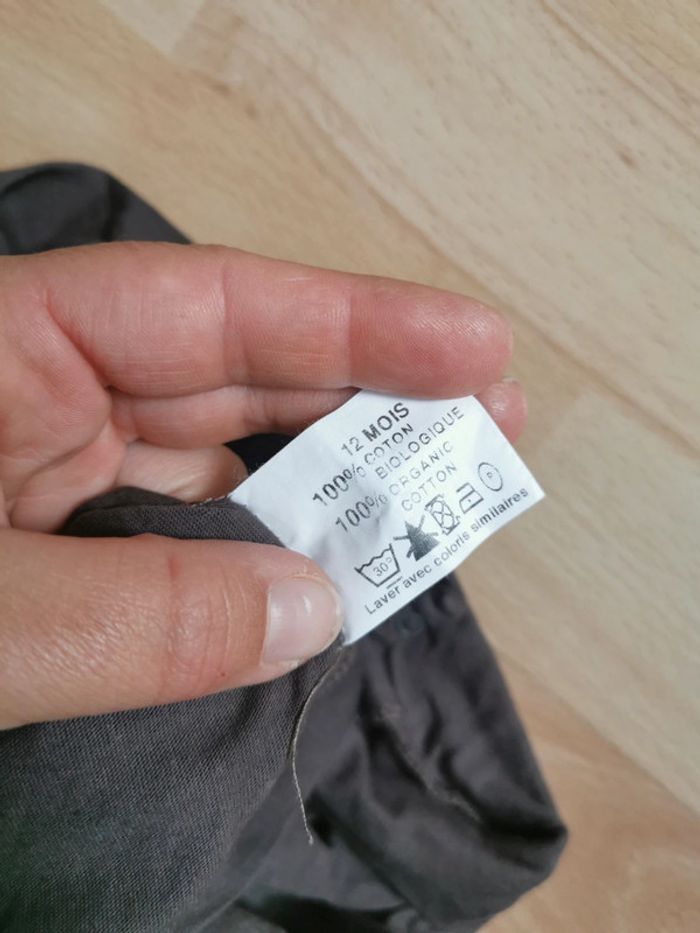 12 MOIS
100% COTON
BIOLOGIQUE
100% ORGANIC
COTTON
30°
P
Laver avec coloris similaires